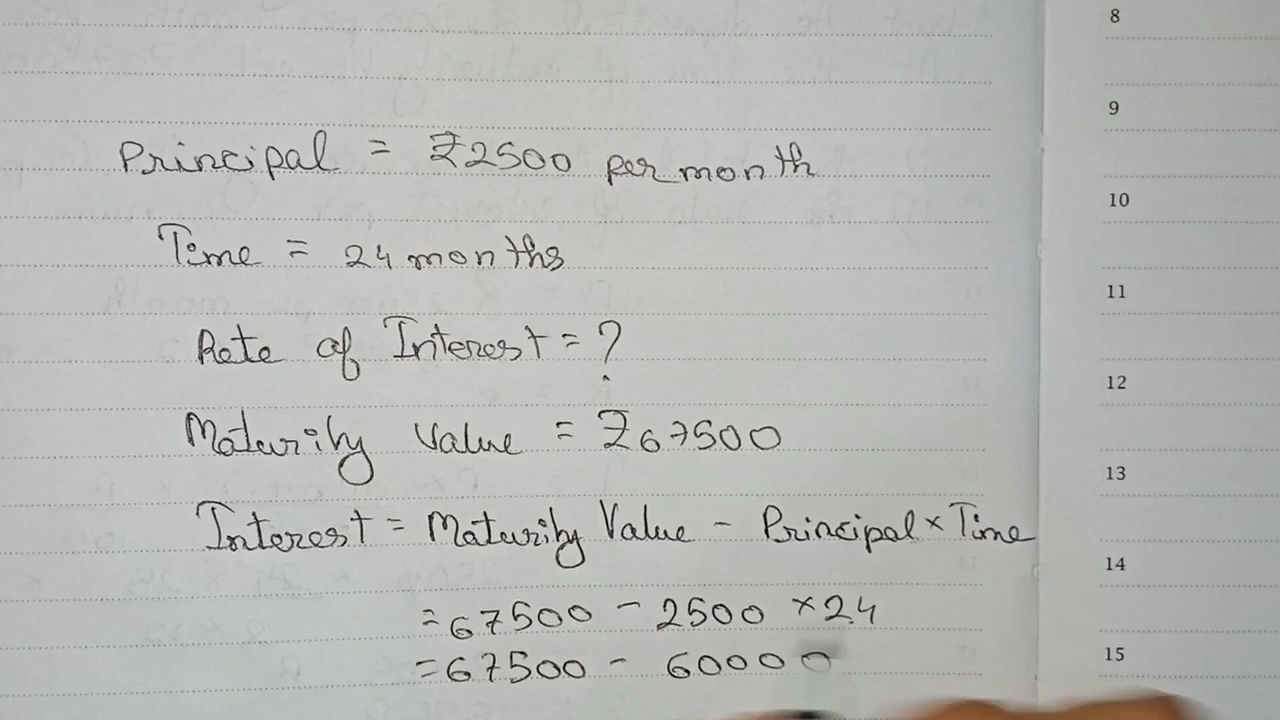 Principal = ₹2500 per month
Time = 24 months
Rate of Interest = ?
Maturity Value = ₹67500
Interest = Maturity Value - Principal × Time
= 67500 - 2500 × 24
= 67500 - 60000
8
9
10
11
12
13
14
15